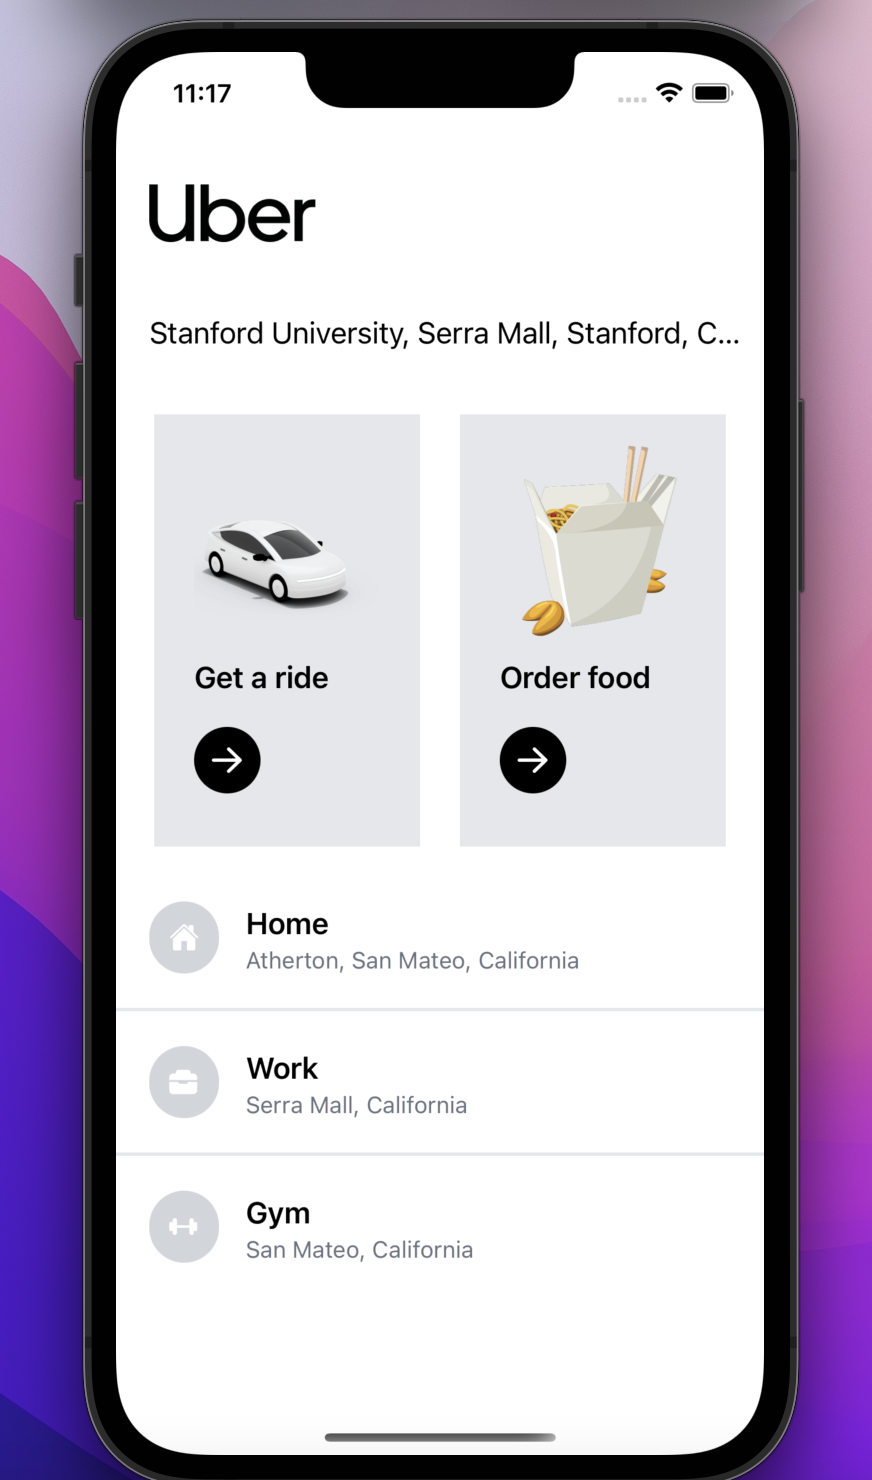 11:17
Uber
Stanford University, Serra Mall, Stanford, C...
Get a ride
Order food
Home
Atherton, San Mateo, California
Work
Serra Mall, California
Gym
San Mateo, California